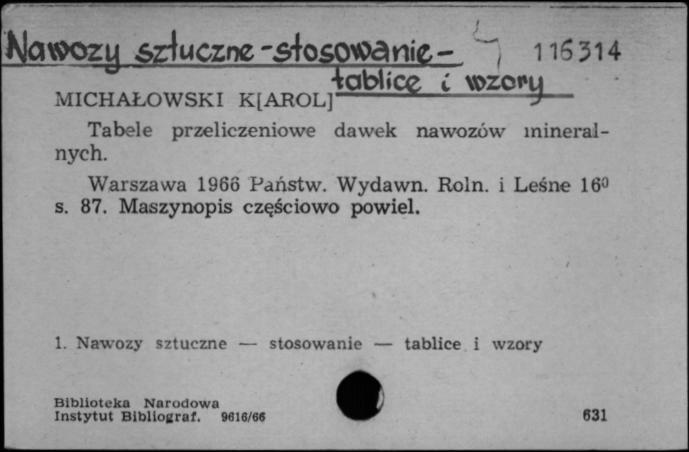 Nawozy sztuczne - stosowanie - 116314
tablice i wzory
MICHAŁOWSKI K[AROL]
Tabele przeliczeniowe dawek nawozów mineral-
nych.
Warszawa 1966 Państw. Wydawn. Roln. i Leśne 16⁰
s. 87. Maszynopis częściowo powiel.
1. Nawozy sztuczne — stosowanie — tablice i wzory
Biblioteka Narodowa
Instytut Bibliograf. 9616/66 631